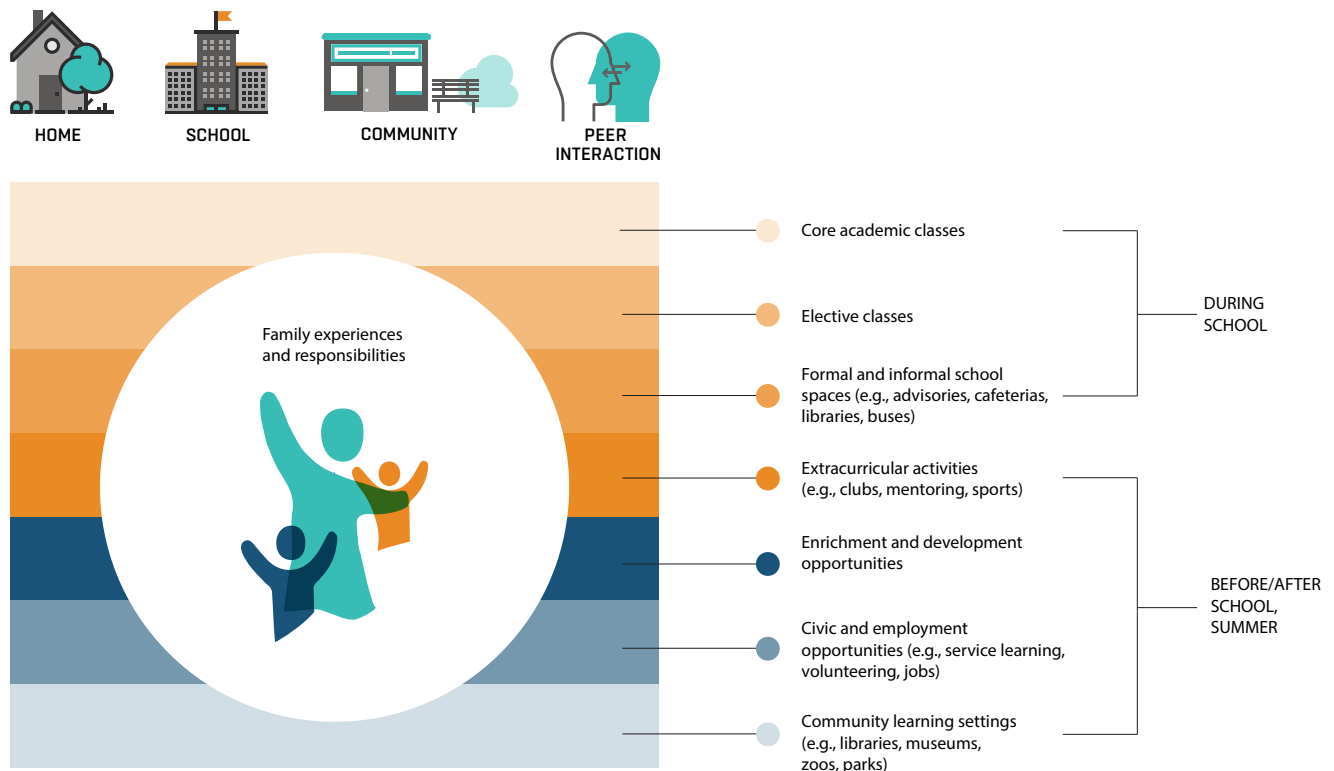 HOME
SCHOOL
COMMUNITY
PEER
INTERACTION
Family experiences
and responsibilities
Core academic classes
Elective classes
Formal and informal school
spaces (e.g., advisories, cafeterias,
libraries, buses)
Extracurricular activities
(e.g., clubs, mentoring, sports)
Enrichment and development
opportunities
Civic and employment
opportunities (e.g., service learning,
volunteering, jobs)
Community learning settings
(e.g., libraries, museums,
zoos, parks)
DURING
SCHOOL
BEFORE/AFTER
SCHOOL,
SUMMER